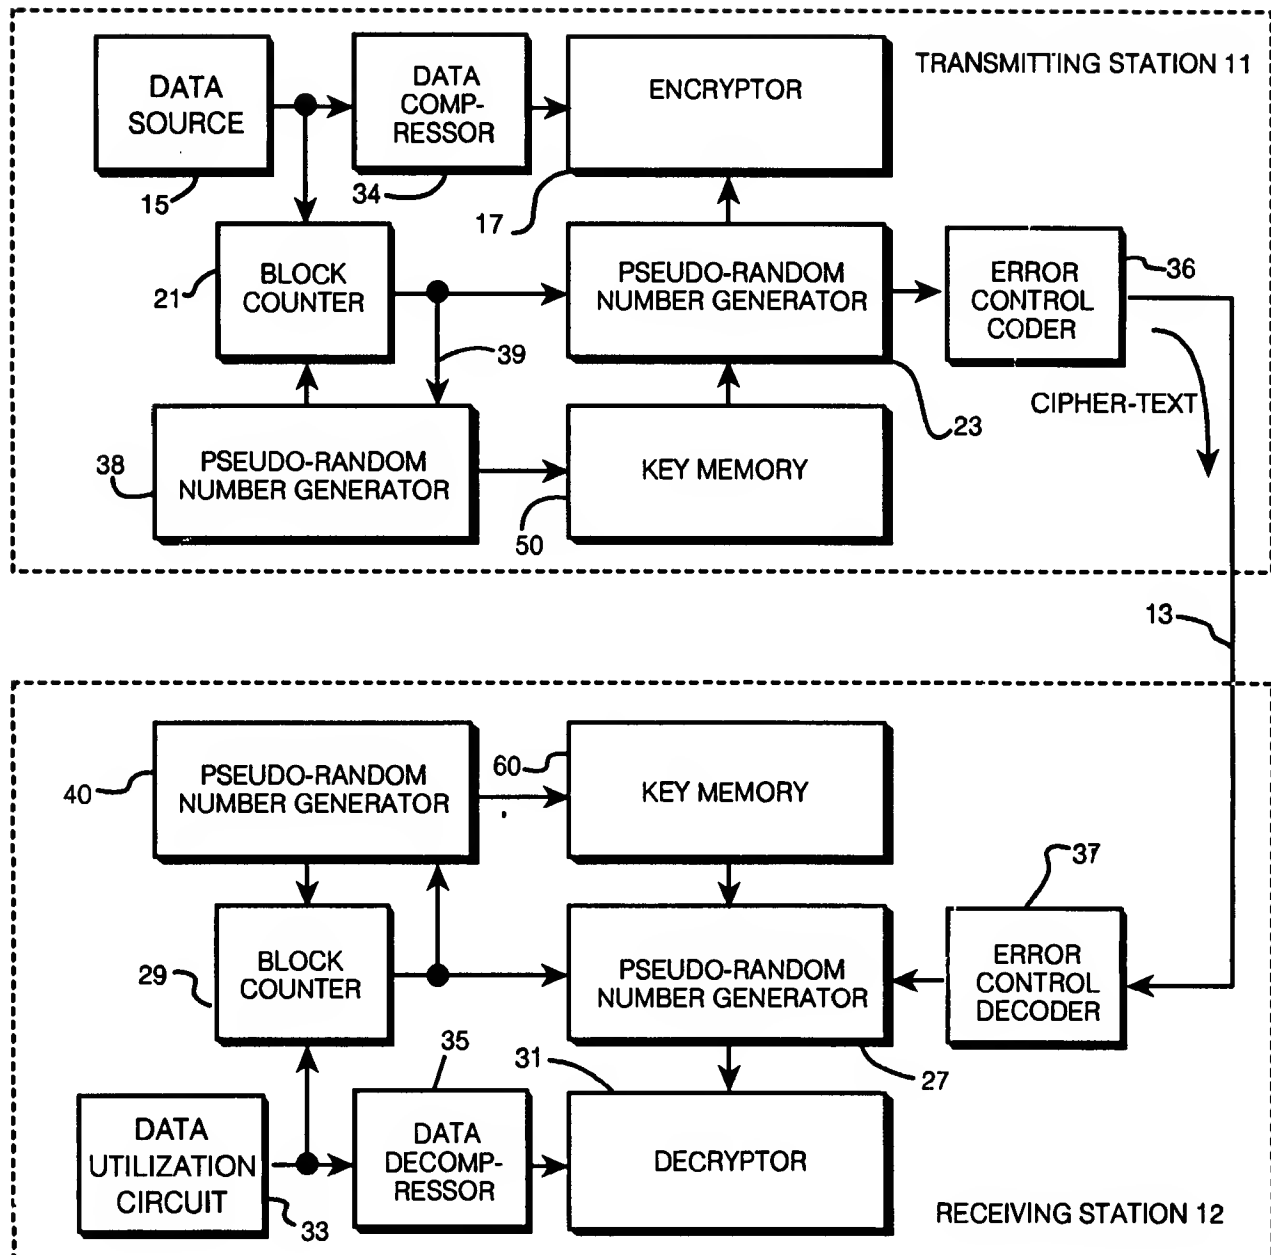 TRANSMITTING STATION 11
DATA
SOURCE
15
DATA
COMP-
RESSOR
34
ENCRYPTOR
17
BLOCK
COUNTER
21
PSEUDO-RANDOM
NUMBER GENERATOR
23
ERROR
CONTROL
CODER
36
39
CIPHER-TEXT
38
PSEUDO-RANDOM
NUMBER GENERATOR
50
KEY MEMORY
13
40
PSEUDO-RANDOM
NUMBER GENERATOR
60
KEY MEMORY
37
29
BLOCK
COUNTER
PSEUDO-RANDOM
NUMBER GENERATOR
27
ERROR
CONTROL
DECODER
35
31
DATA
UTILIZATION
CIRCUIT
33
DATA
DECOMP-
RESSOR
DECRYPTOR
RECEIVING STATION 12